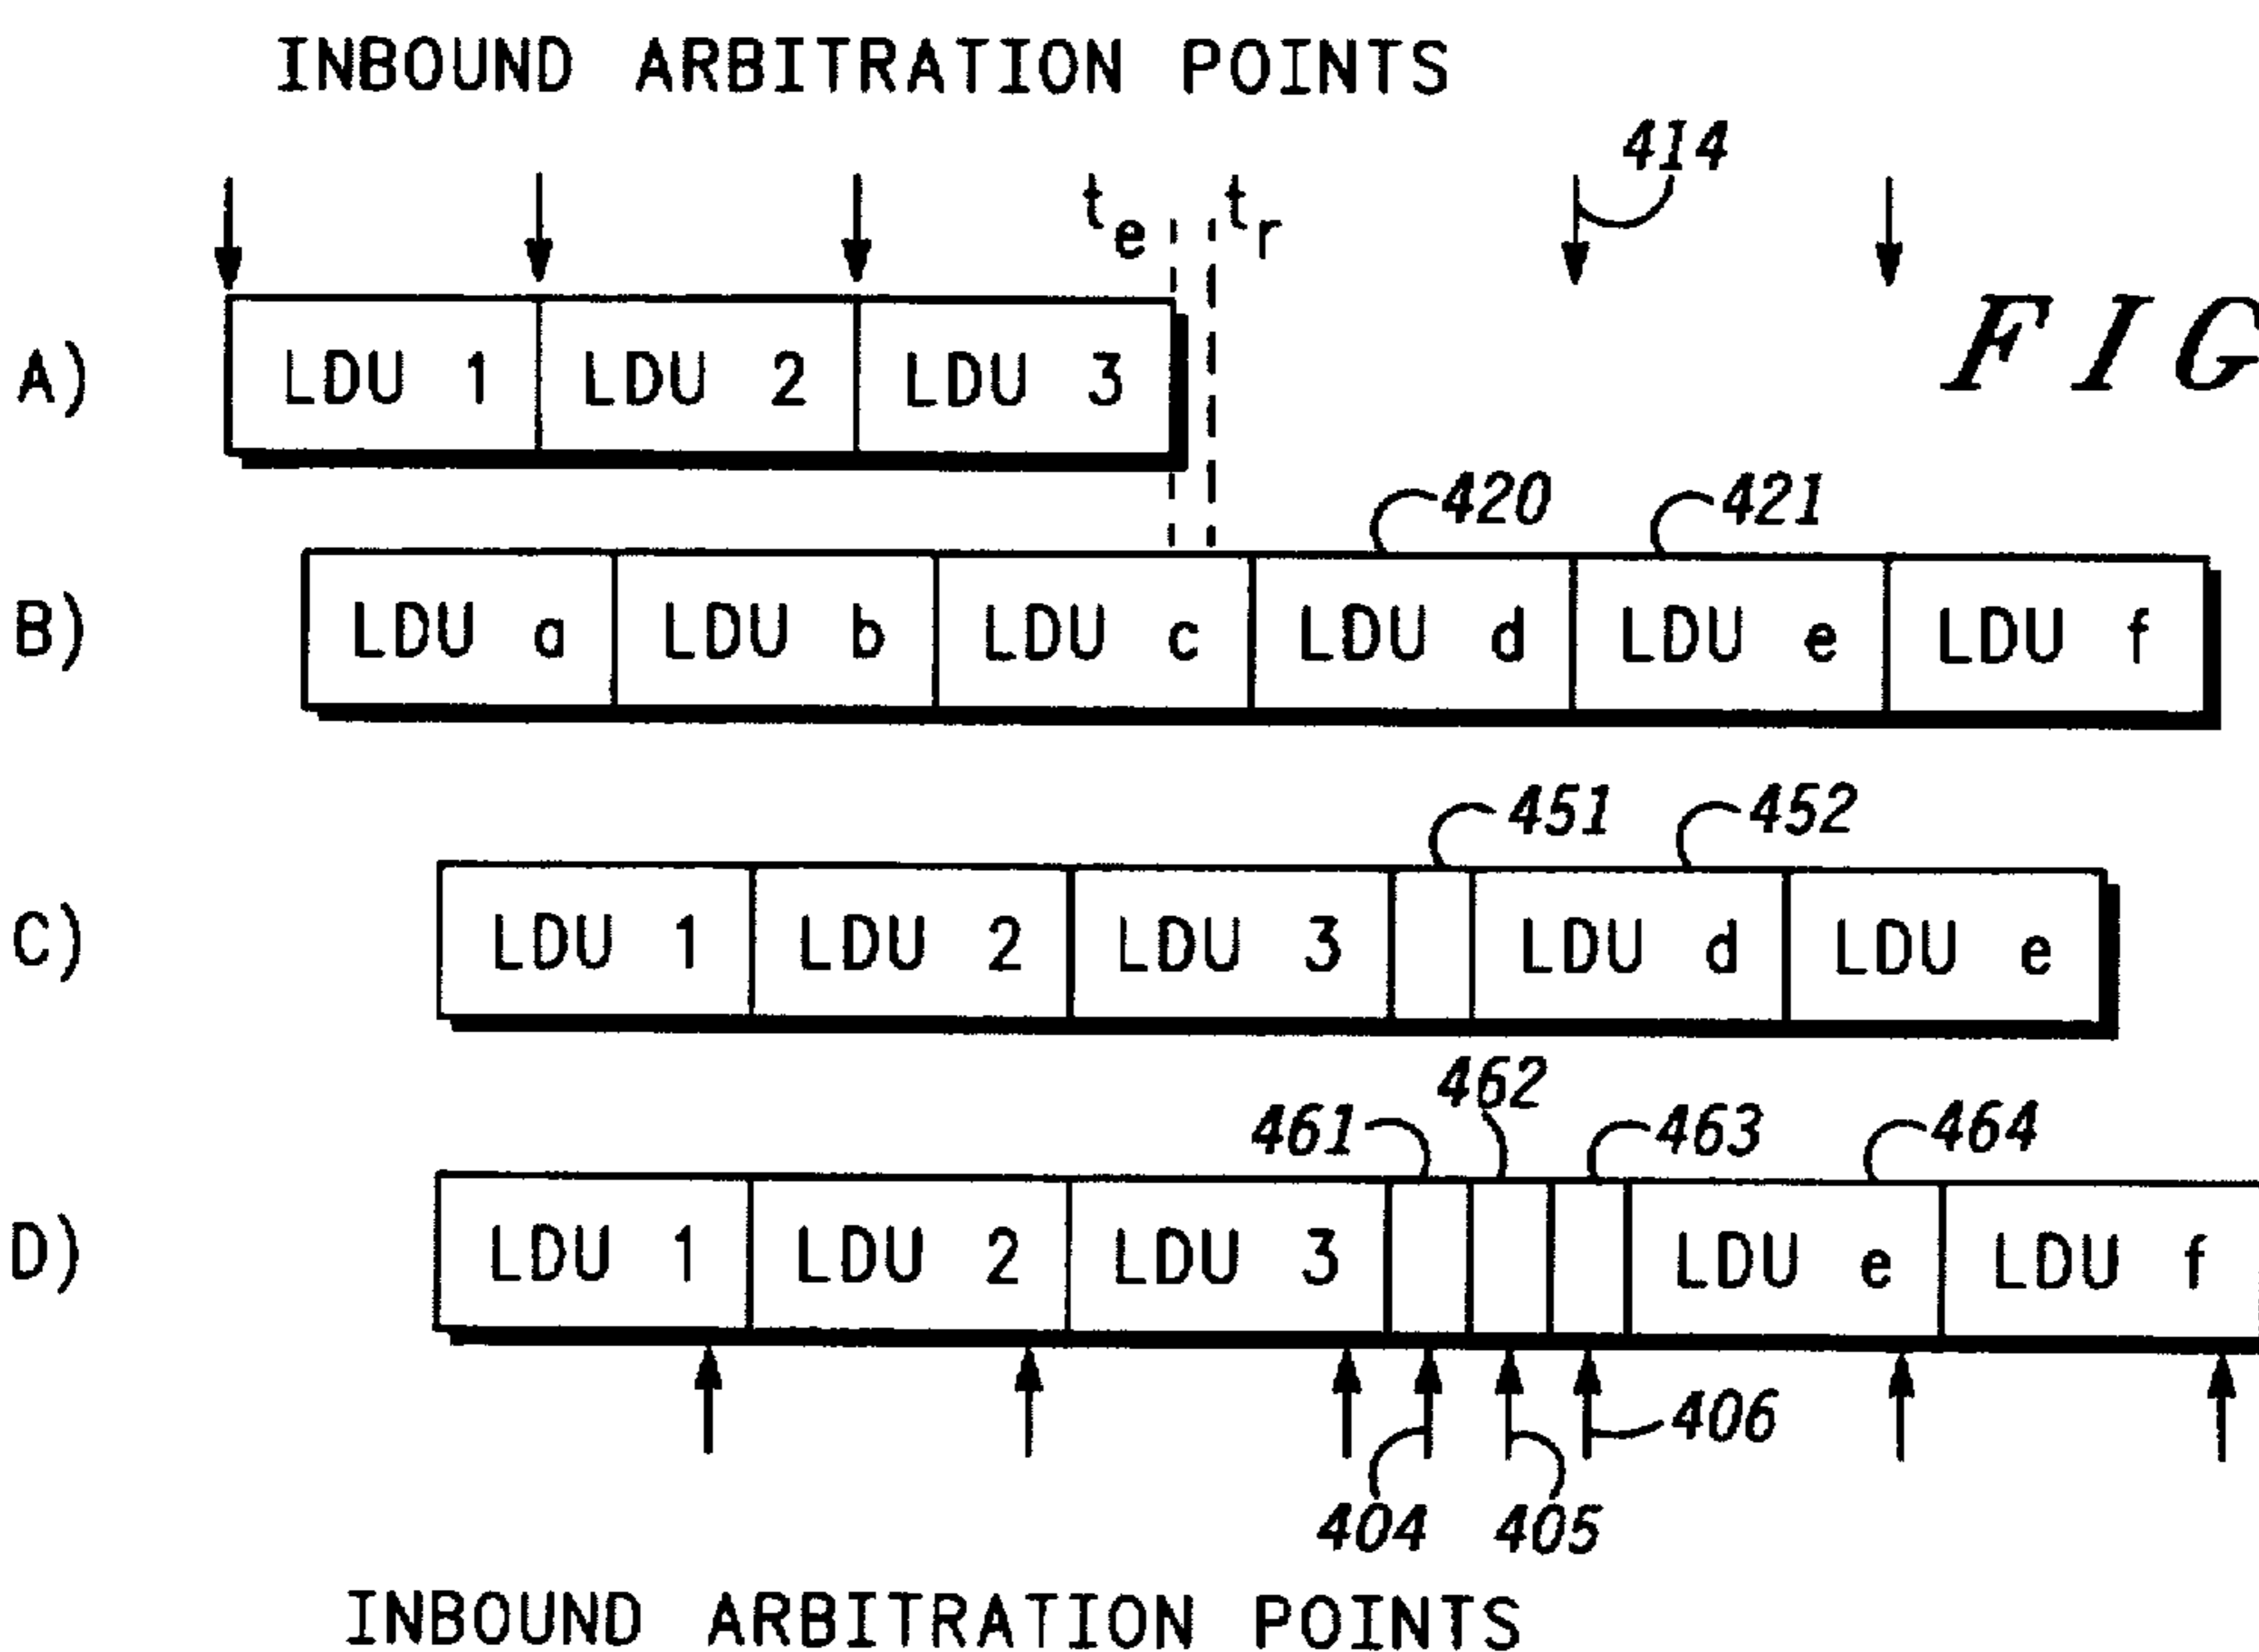 INBOUND ARBITRATION POINTS
414
te tr
FIG
A) LDU 1 LDU 2 LDU 3
420 421
B) LDU a LDU b LDU c LDU d LDU e LDU f
451 452
C) LDU 1 LDU 2 LDU 3 LDU d LDU e
461 462 463 464
D) LDU 1 LDU 2 LDU 3 LDU e LDU f
406
404 405
INBOUND ARBITRATION POINTS